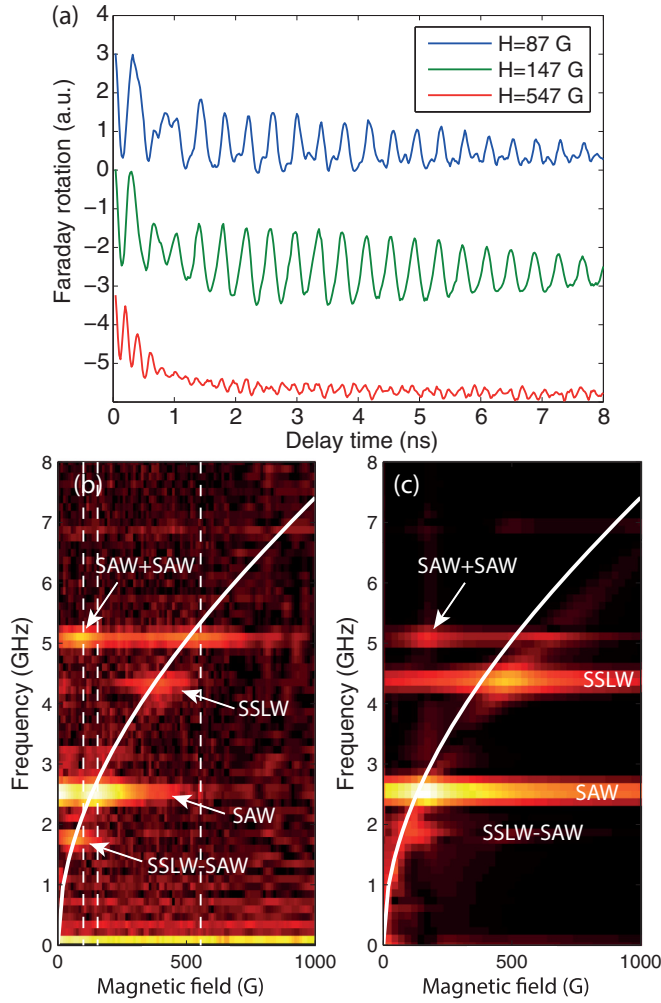 (a)
H=87 G
H=147 G
H=547 G
Faraday rotation (a.u.)
4
3
2
1
0
−1
−2
−3
−4
−5
0 1 2 3 4 5 6 7 8
Delay time (ns)
(b)
SAW+SAW
SSLW
SAW
SSLW-SAW
Frequency (GHz)
8
7
6
5
4
3
2
1
0
0 500 1000
Magnetic field (G)
(c)
SAW+SAW
SSLW
SAW
SSLW-SAW
Frequency (GHz)
8
7
6
5
4
3
2
1
0
0 500 1000
Magnetic field (G)